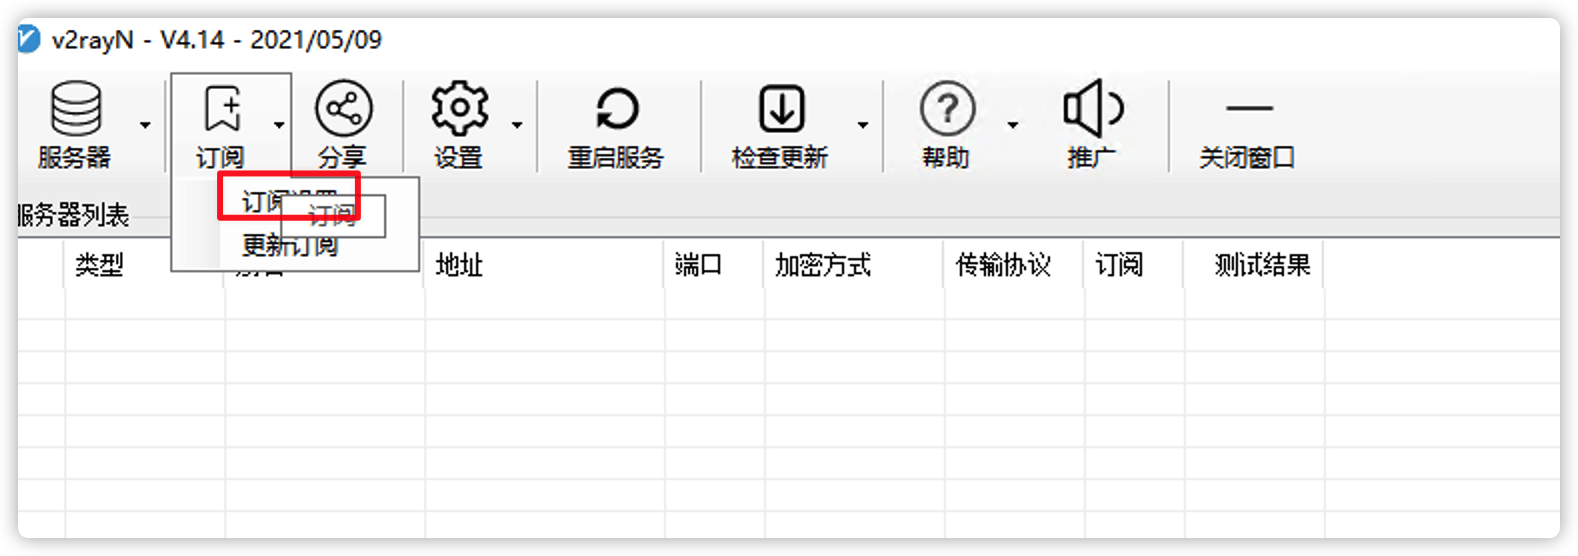 v2rayN - V4.14 - 2021/05/09
服务器 订阅 分享 设置 重启服务 检查更新 帮助 推广 关闭窗口
订阅设置
订阅
更新订阅
服务器列表
类型 别名 地址 端口 加密方式 传输协议 订阅 测试结果